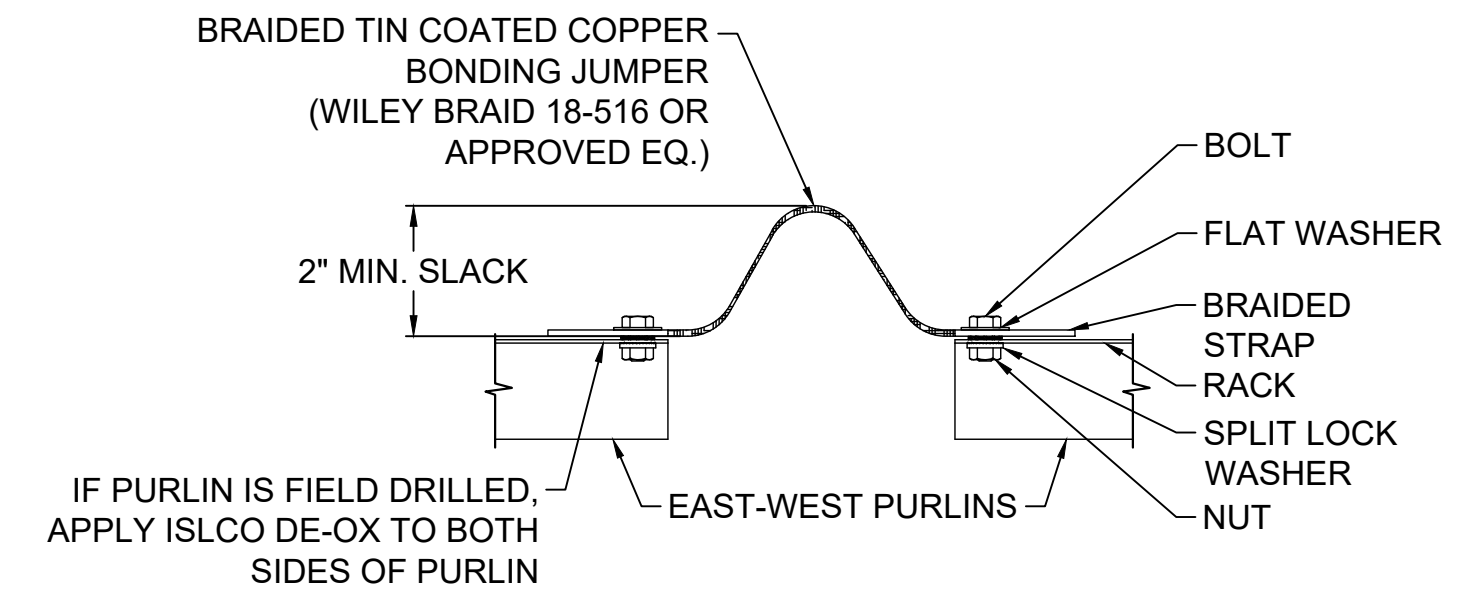 BRAIDED TIN COATED COPPER
BONDING JUMPER
(WILEY BRAID 18-516 OR
APPROVED EQ.)
2" MIN. SLACK
BOLT
FLAT WASHER
BRAIDED
STRAP
RACK
SPLIT LOCK
WASHER
NUT
IF PURLIN IS FIELD DRILLED,
APPLY ISLCO DE-OX TO BOTH
SIDES OF PURLIN
EAST-WEST PURLINS